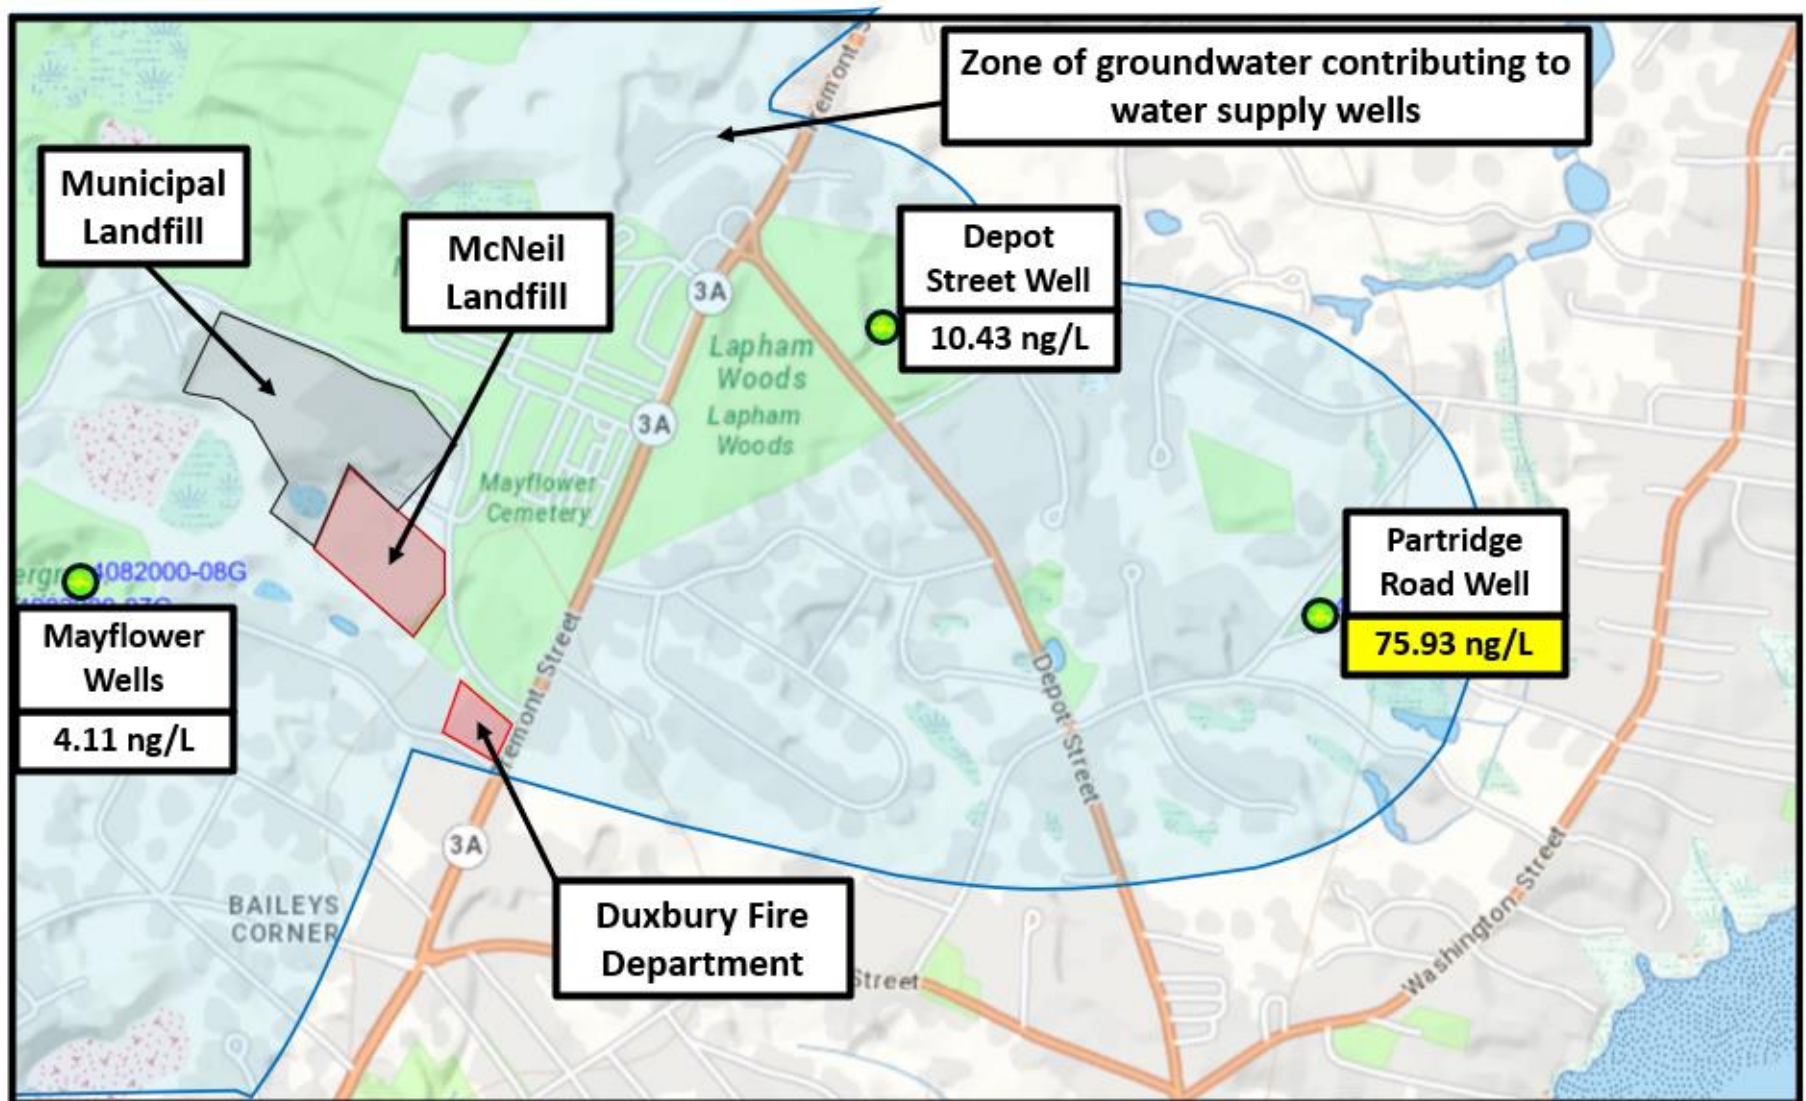 Zone of groundwater contributing to
water supply wells
Municipal
Landfill
McNeil
Landfill
Depot
Street Well
10.43 ng/L
3A
Lapham
Woods
3A
Lapham
Woods
Mayflower
Cemetery
4082000-08G
Mayflower
Wells
4.11 ng/L
Partridge
Road Well
75.93 ng/L
Depot Street
3A
BAILEYS
CORNER
Duxbury Fire
Department
Street
Washington Street